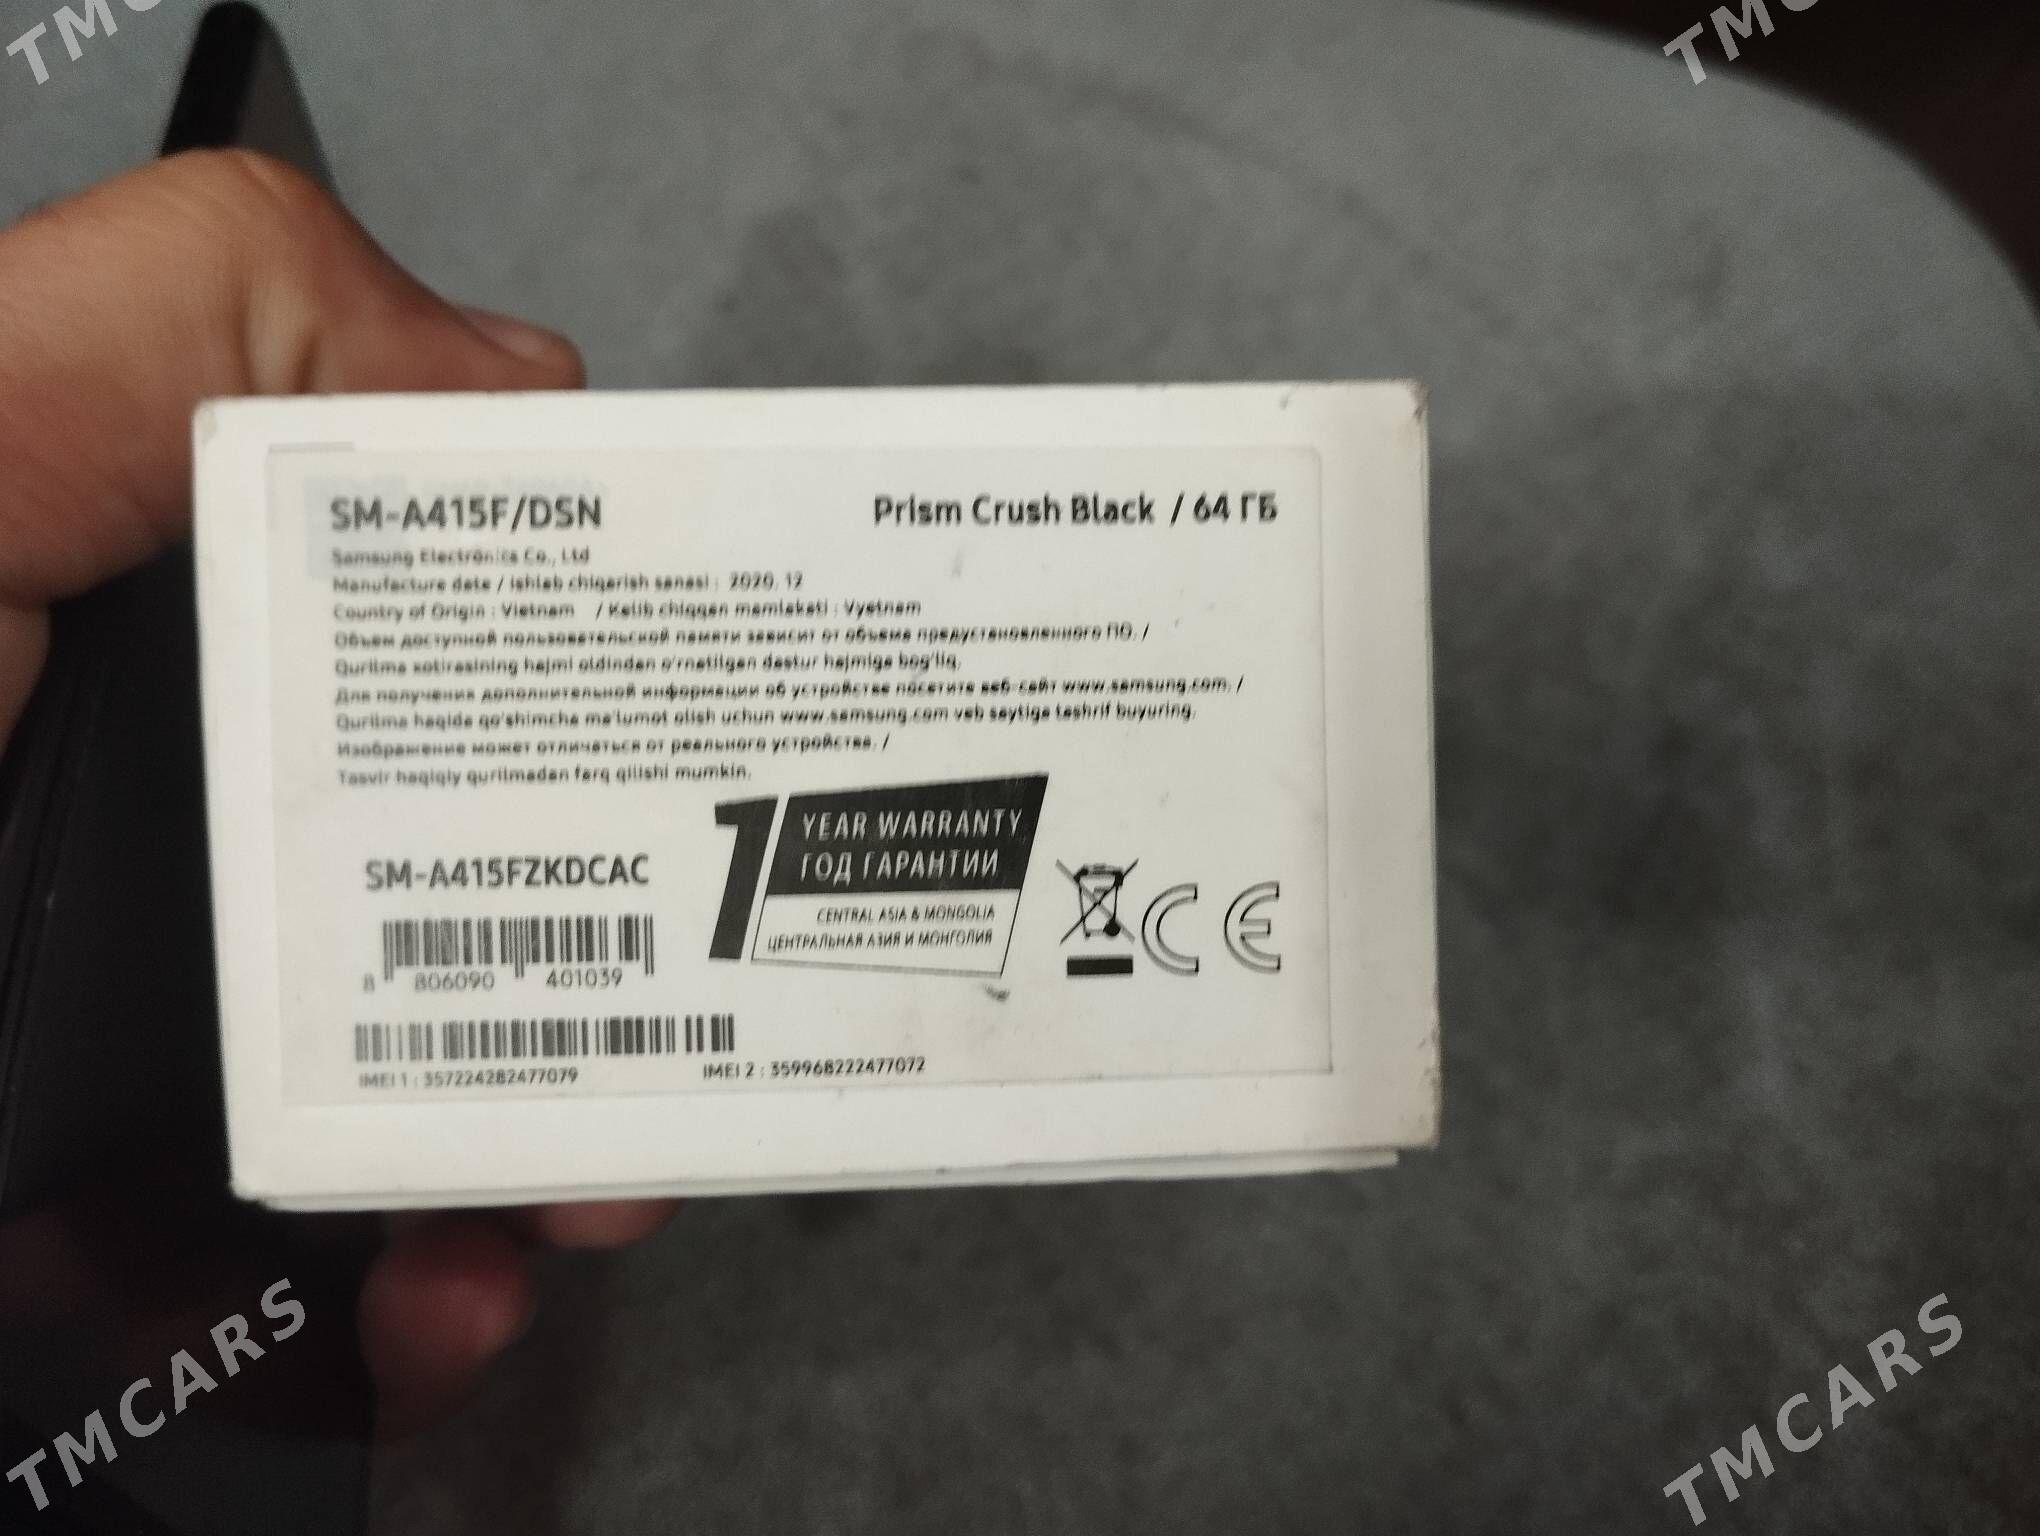 TMC
TMC
SM-A415F/DSN
Prism Crush Black / 64 ГБ
Samsung Electronics Co., Ltd
Manufacture date / Ishlab chiqarish sanasi : 2020. 12
Country of Origin : Vietnam / Kelib chiqqan mamlakati : Vyetnam
Объем доступной пользовательской памяти зависит от объема предустановленного ПО. /
Qurilma xotirasining hajmi oldindan o'rnatilgan dastur hajmiga bog'liq.
Для получения дополнительной информации об устройстве посетите веб-сайт www.samsung.com. /
Qurilma haqida qo'shimcha ma'lumot olish uchun www.samsung.com veb saytiga tashrif buyuring.
Изображение может отличаться от реального устройства. /
Tasvir haqiqiy qurilmadan farq qilishi mumkin.
1 YEAR WARRANTY
ГОД ГАРАНТИИ
CENTRAL ASIA & MONGOLIA
ЦЕНТРАЛЬНАЯ АЗИЯ И МОНГОЛИЯ
SM-A415FZKDCAC
CE
8 806090 401039
IMEI 1 : 357224282477079
IMEI 2 : 359968222477072
TMCARS
TMCARS